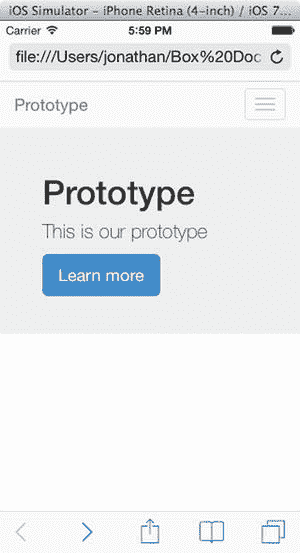 iOS Simulator – iPhone Retina (4-inch) / iOS 7...
Carrier 5:59 PM
file:///Users/jonathan/Box%20Doc
Prototype
Prototype
This is our prototype
Learn more